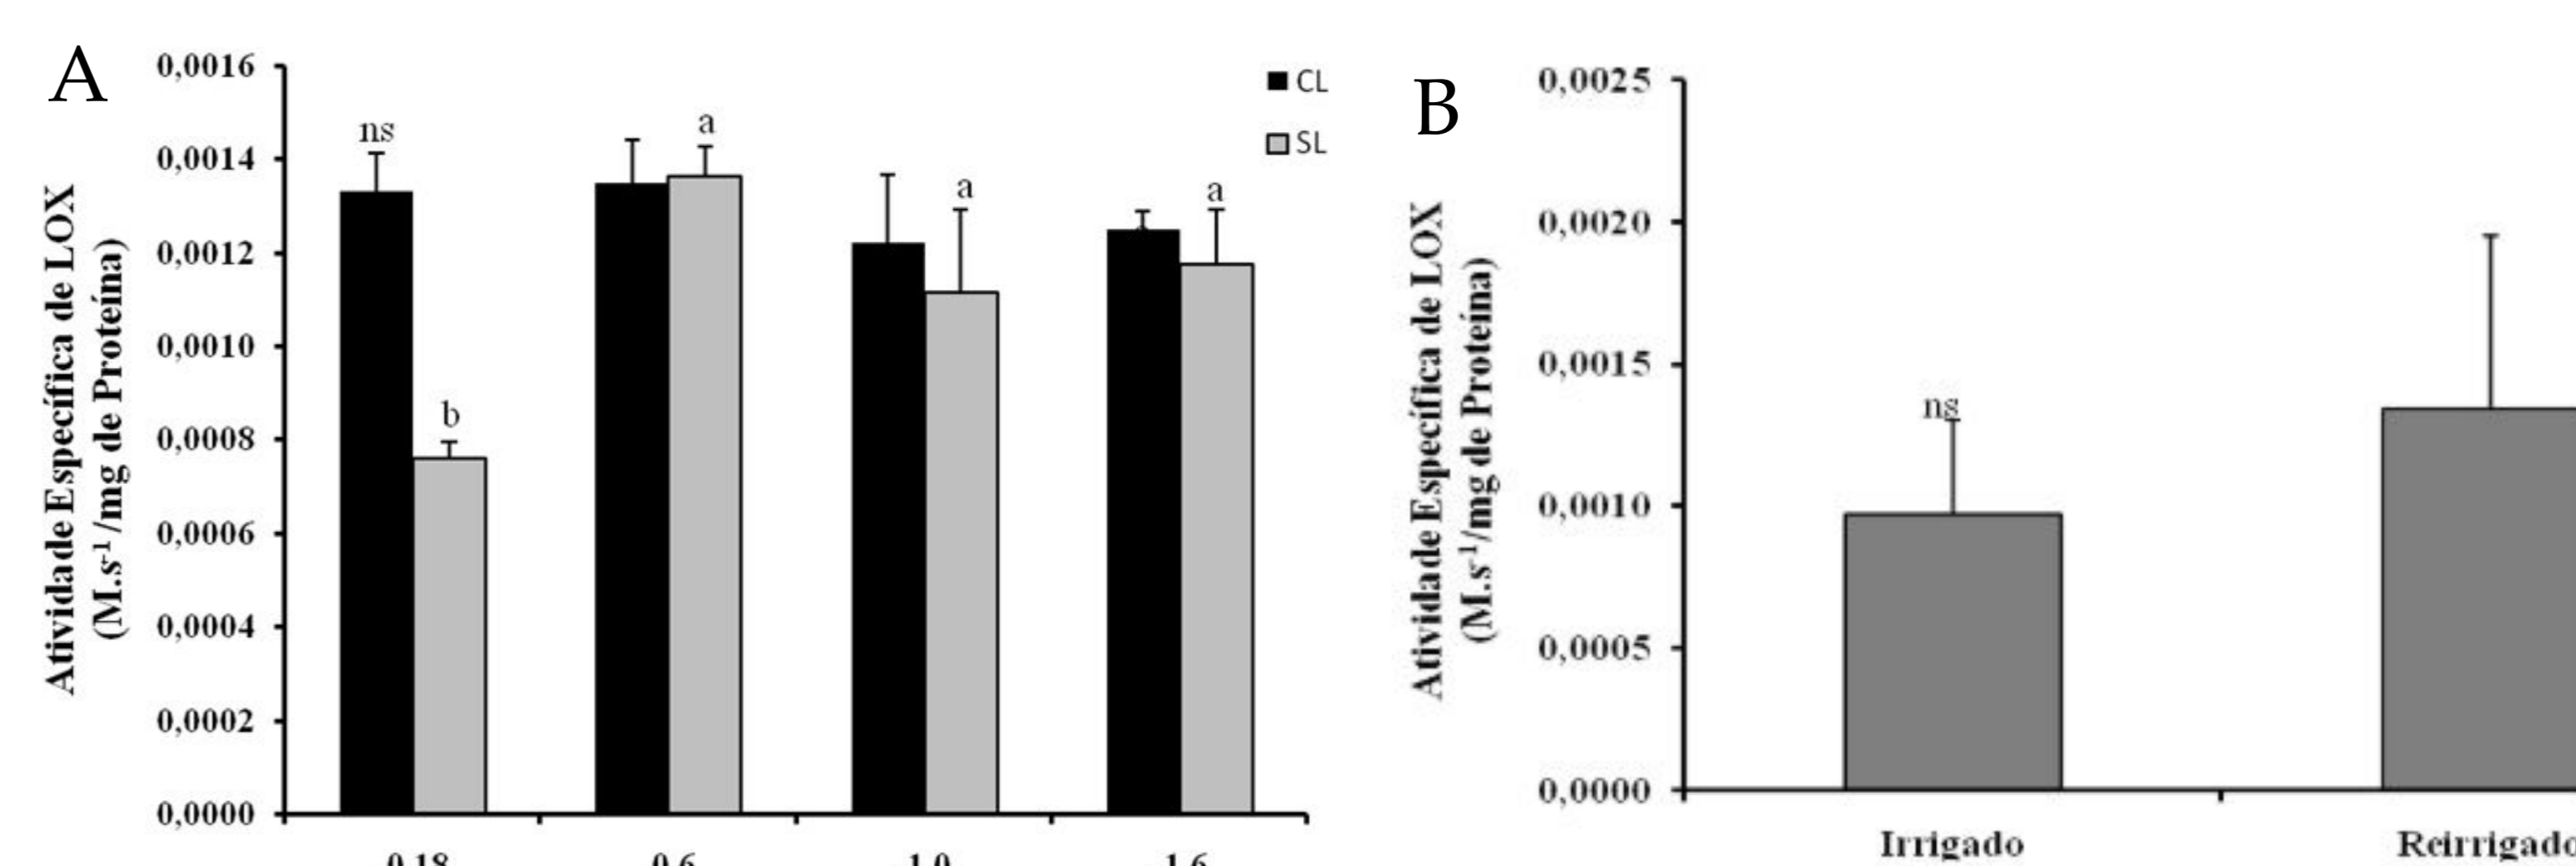 A
0,0016
0,0014
0,0012
0,0010
0,0008
0,0006
0,0004
0,0002
0,0000
Atividade Específica de LOX
(M.s-1/mg de Proteína)
ns
b
a
a
a
CL
SL
B
0,0025
0,0020
0,0015
0,0010
0,0005
0,0000
Atividade Específica de LOX
(M.s-1/mg de Proteína)
ns
Irrigado
Reirrigado